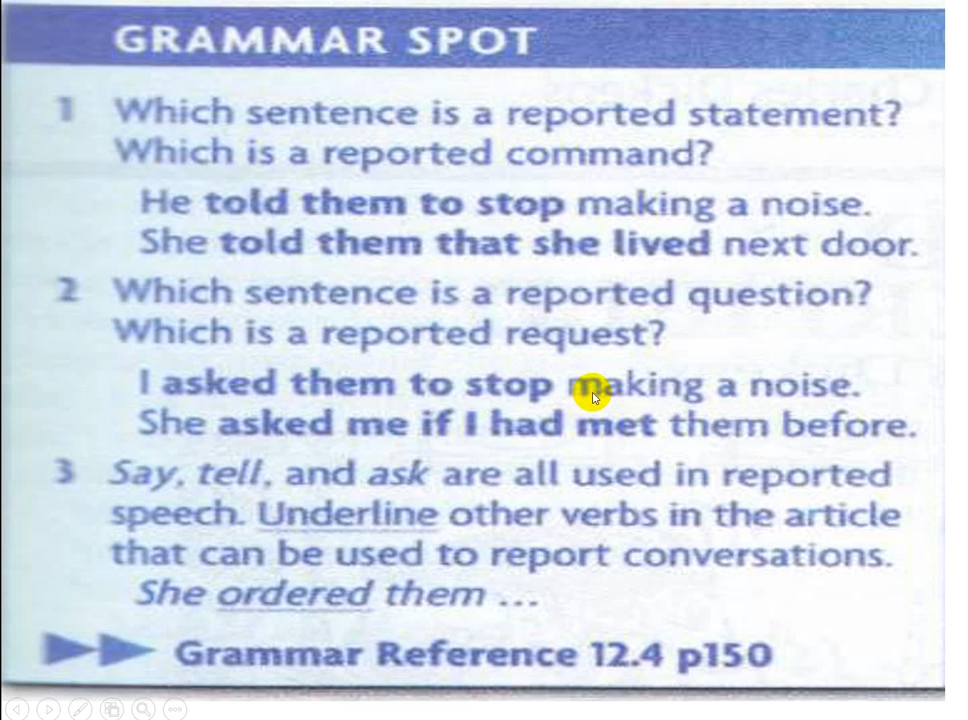 GRAMMAR SPOT
1 Which sentence is a reported statement?
Which is a reported command?
He told them to stop making a noise.
She told them that she lived next door.
2 Which sentence is a reported question?
Which is a reported request?
I asked them to stop making a noise.
She asked me if I had met them before.
3 Say, tell, and ask are all used in reported
speech. Underline other verbs in the article
that can be used to report conversations.
She ordered them ...
Grammar Reference 12.4 p150